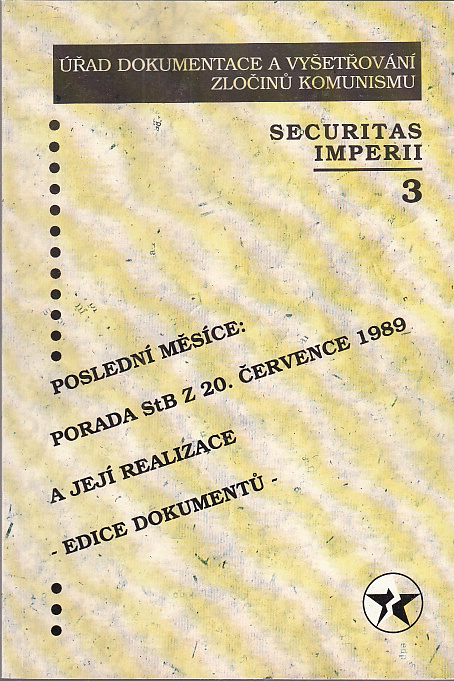 ÚŘAD DOKUMENTACE A VYŠETŘOVÁNÍ
ZLOČINŮ KOMUNISMU
SECURITAS
IMPERII
3
POSLEDNÍ MĚSÍCE:
PORADA StB Z 20. ČERVENCE 1989
A JEJÍ REALIZACE
- EDICE DOKUMENTŮ -